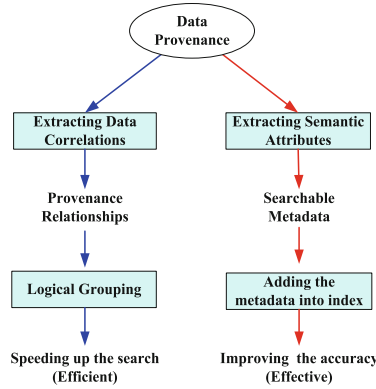 Data
Provenance
Extracting Data
Correlations
Extracting Semantic
Attributes
Provenance
Relationships
Searchable
Metadata
Logical Grouping
Adding the
metadata into index
Speeding up the search
(Efficient)
Improving the accuracy
(Effective)